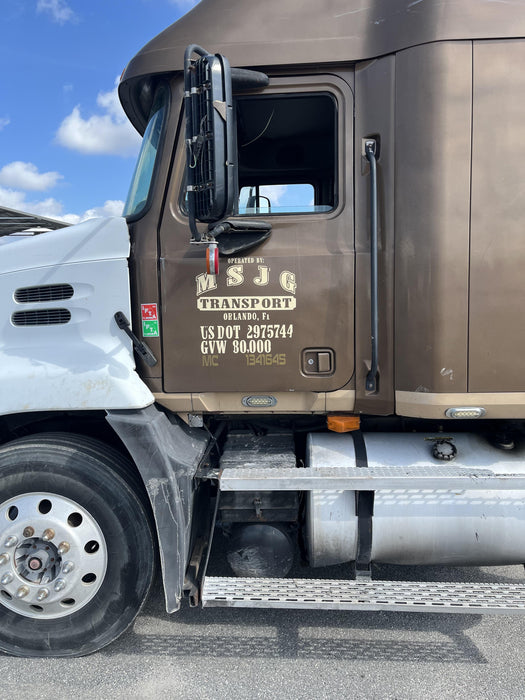 OPERATED BY:
MSJG
TRANSPORT
ORLANDO, Fl
US DOT 2975744
GVW 80.000
MC 1341645